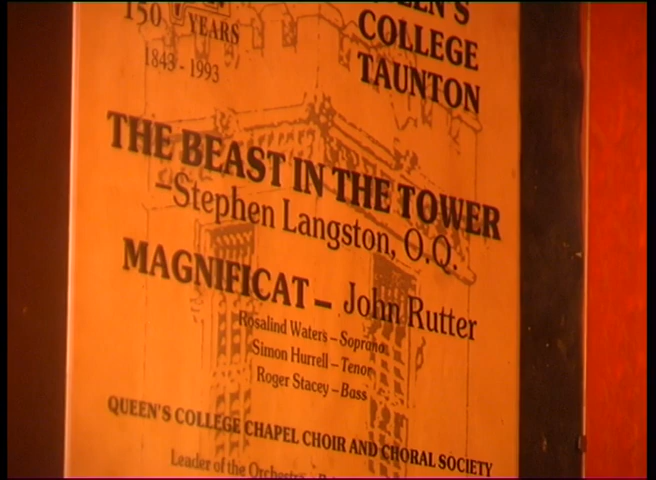 150 YEARS
1843 - 1993
QUEEN'S
COLLEGE
TAUNTON
THE BEAST IN THE TOWER
–Stephen Langston, O.Q.
MAGNIFICAT – John Rutter
Rosalind Waters – Soprano
Simon Hurrell – Tenor
Roger Stacey – Bass
QUEEN'S COLLEGE CHAPEL CHOIR AND CHORAL SOCIETY
Leader of the Orchestra –